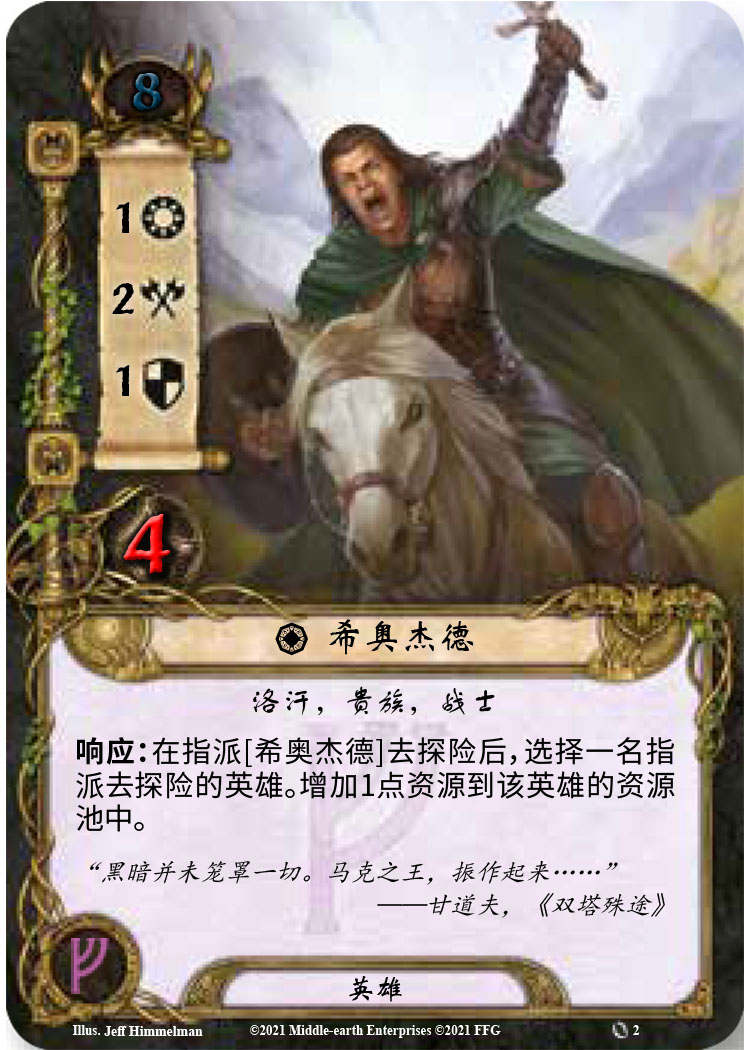 8
1
2
1
4
希奥杰德
洛汗，贵族，战士
响应：在指派[希奥杰德]去探险后，选择一名指
派去探险的英雄。增加1点资源到该英雄的资源
池中。
“黑暗并未笼罩一切。马克之王，振作起来……”
——甘道夫，《双塔殊途》
英雄
Illus. Jeff Himmelman ©2021 Middle-earth Enterprises ©2021 FFG 2